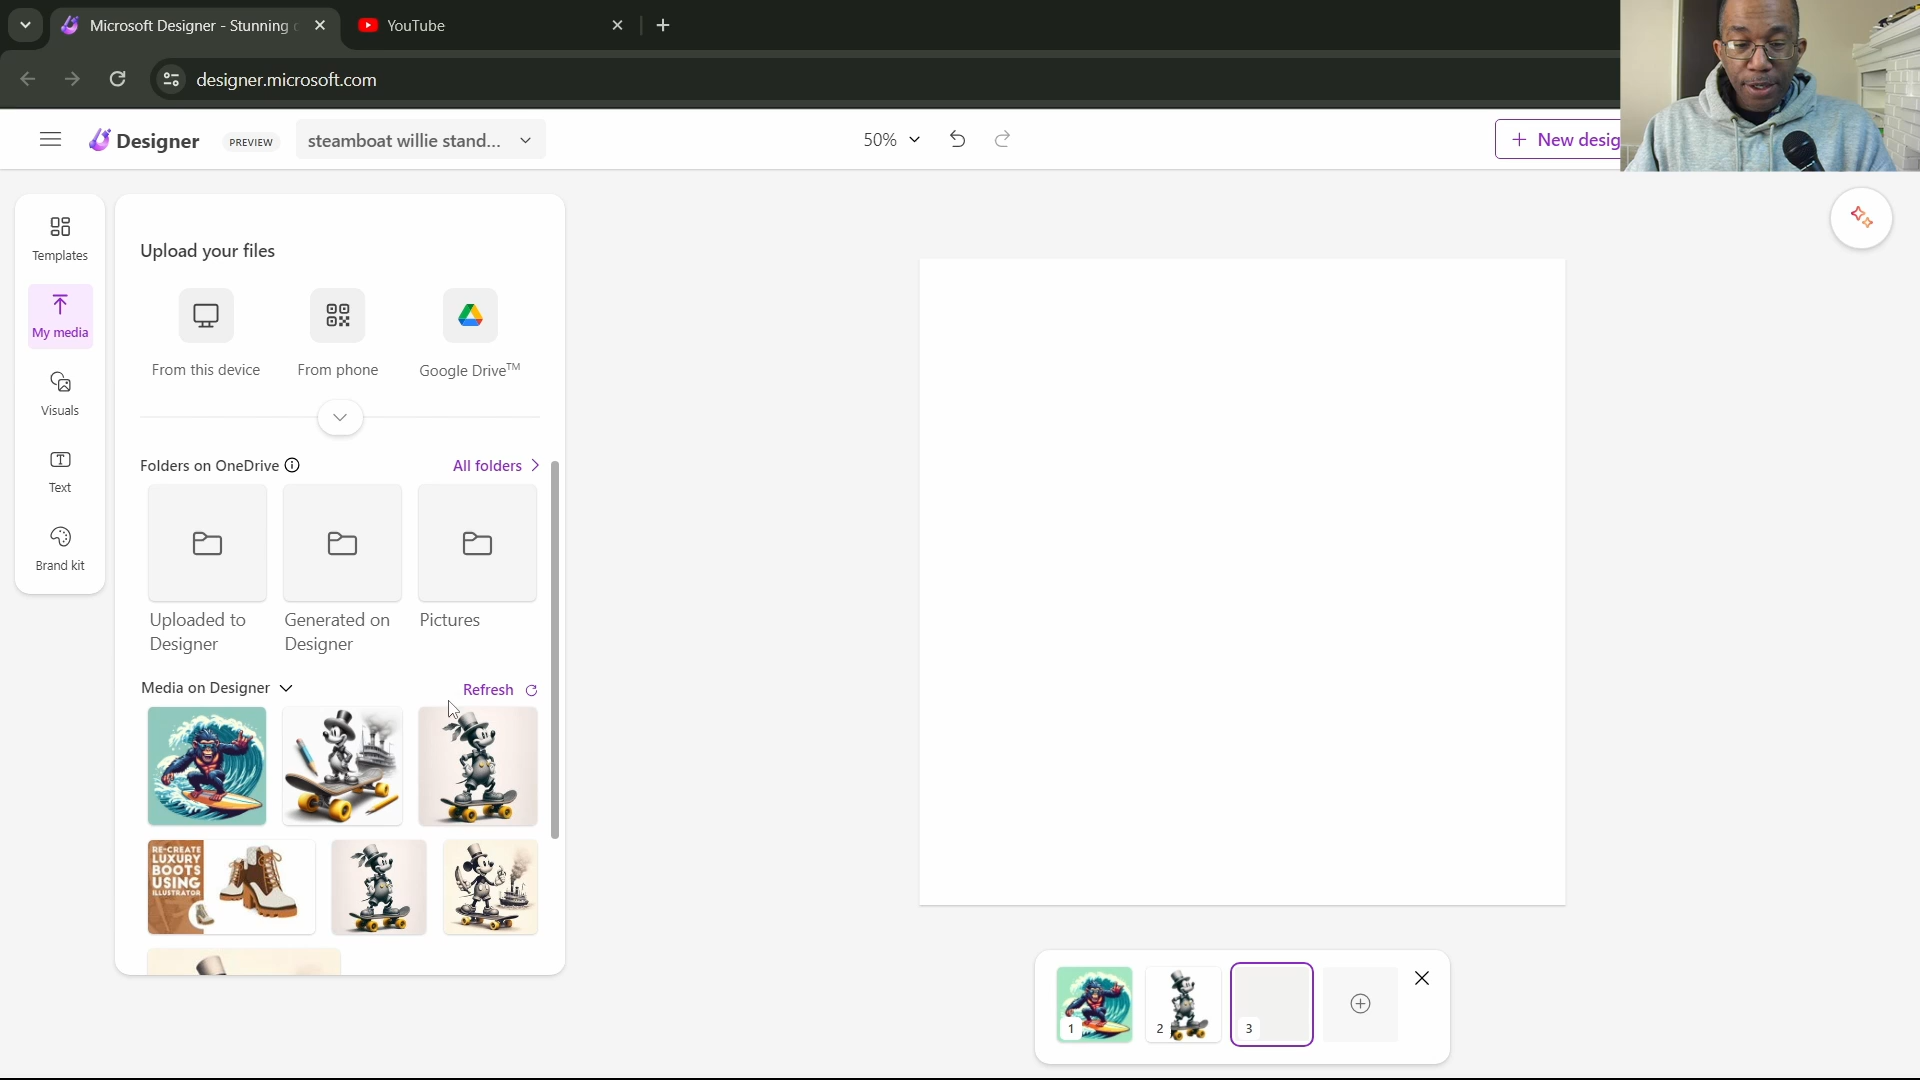 Microsoft Designer - Stunning
YouTube
designer.microsoft.com
Designer
PREVIEW
steamboat willie stand...
50%
New desig
Templates
My media
Visuals
Text
Brand kit
Upload your files
From this device
From phone
Google Drive™
Folders on OneDrive
All folders
Uploaded to
Designer
Generated on
Designer
Pictures
Media on Designer
Refresh
RE-CREATE
LUXURY
BOOTS
USING
ILLUSTRATOR
1
2
3